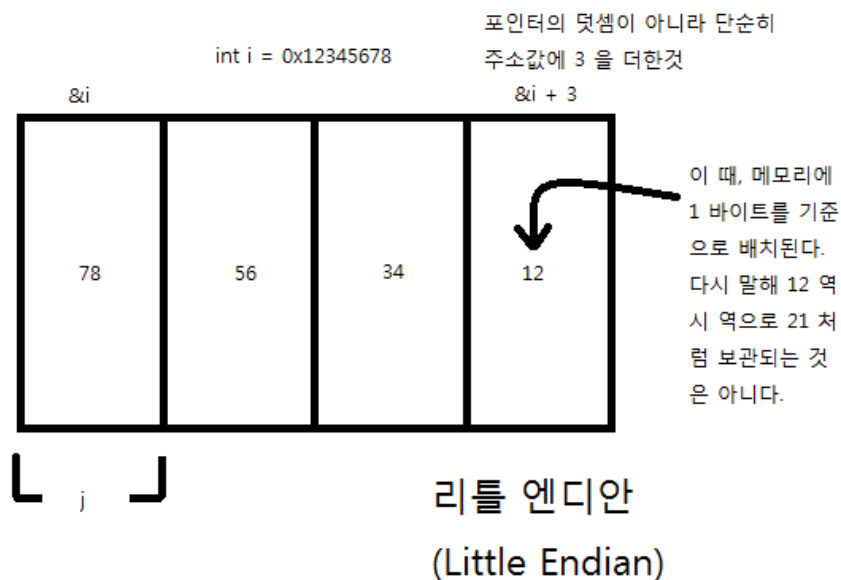 포인터의 덧셈이 아니라 단순히
int i = 0x12345678
주소값에 3 을 더한것
&i
&i + 3
이 때, 메모리에
1 바이트를 기준
으로 배치된다.
다시 말해 12 역
시 역으로 21 처
럼 보관되는 것
은 아니다.
78
56
34
12
j
리틀 엔디안
(Little Endian)